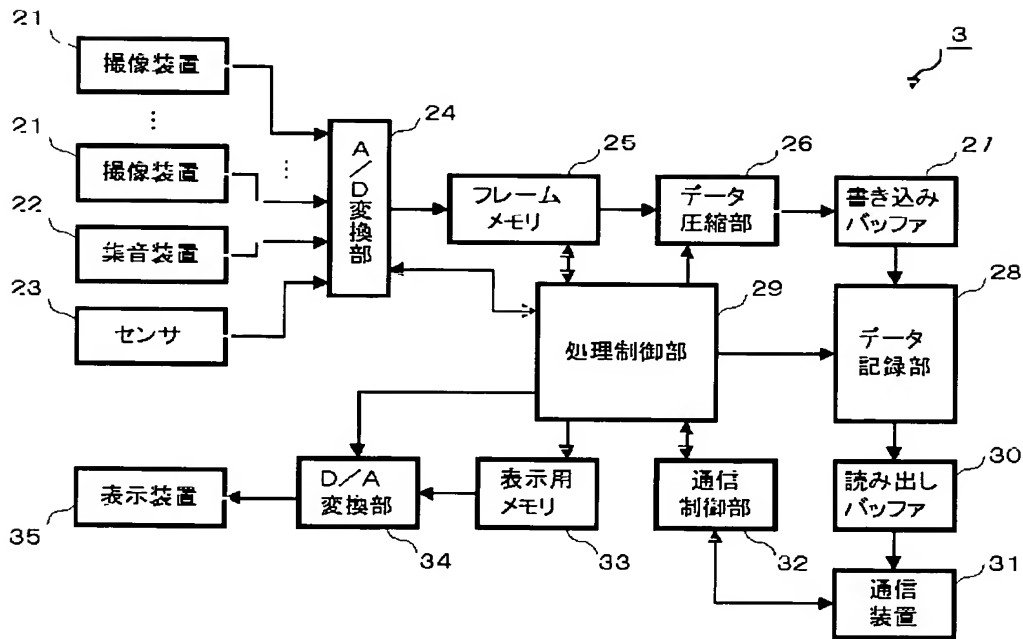 21
撮像装置
3
21
撮像装置
22
集音装置
23
センサ
24
A/D変換部
25
フレーム
メモリ
26
データ
圧縮部
27
書き込み
バッファ
28
データ
記録部
29
処理制御部
30
読み出し
バッファ
31
通信
装置
32
通信
制御部
33
表示用
メモリ
34
D/A
変換部
35
表示装置